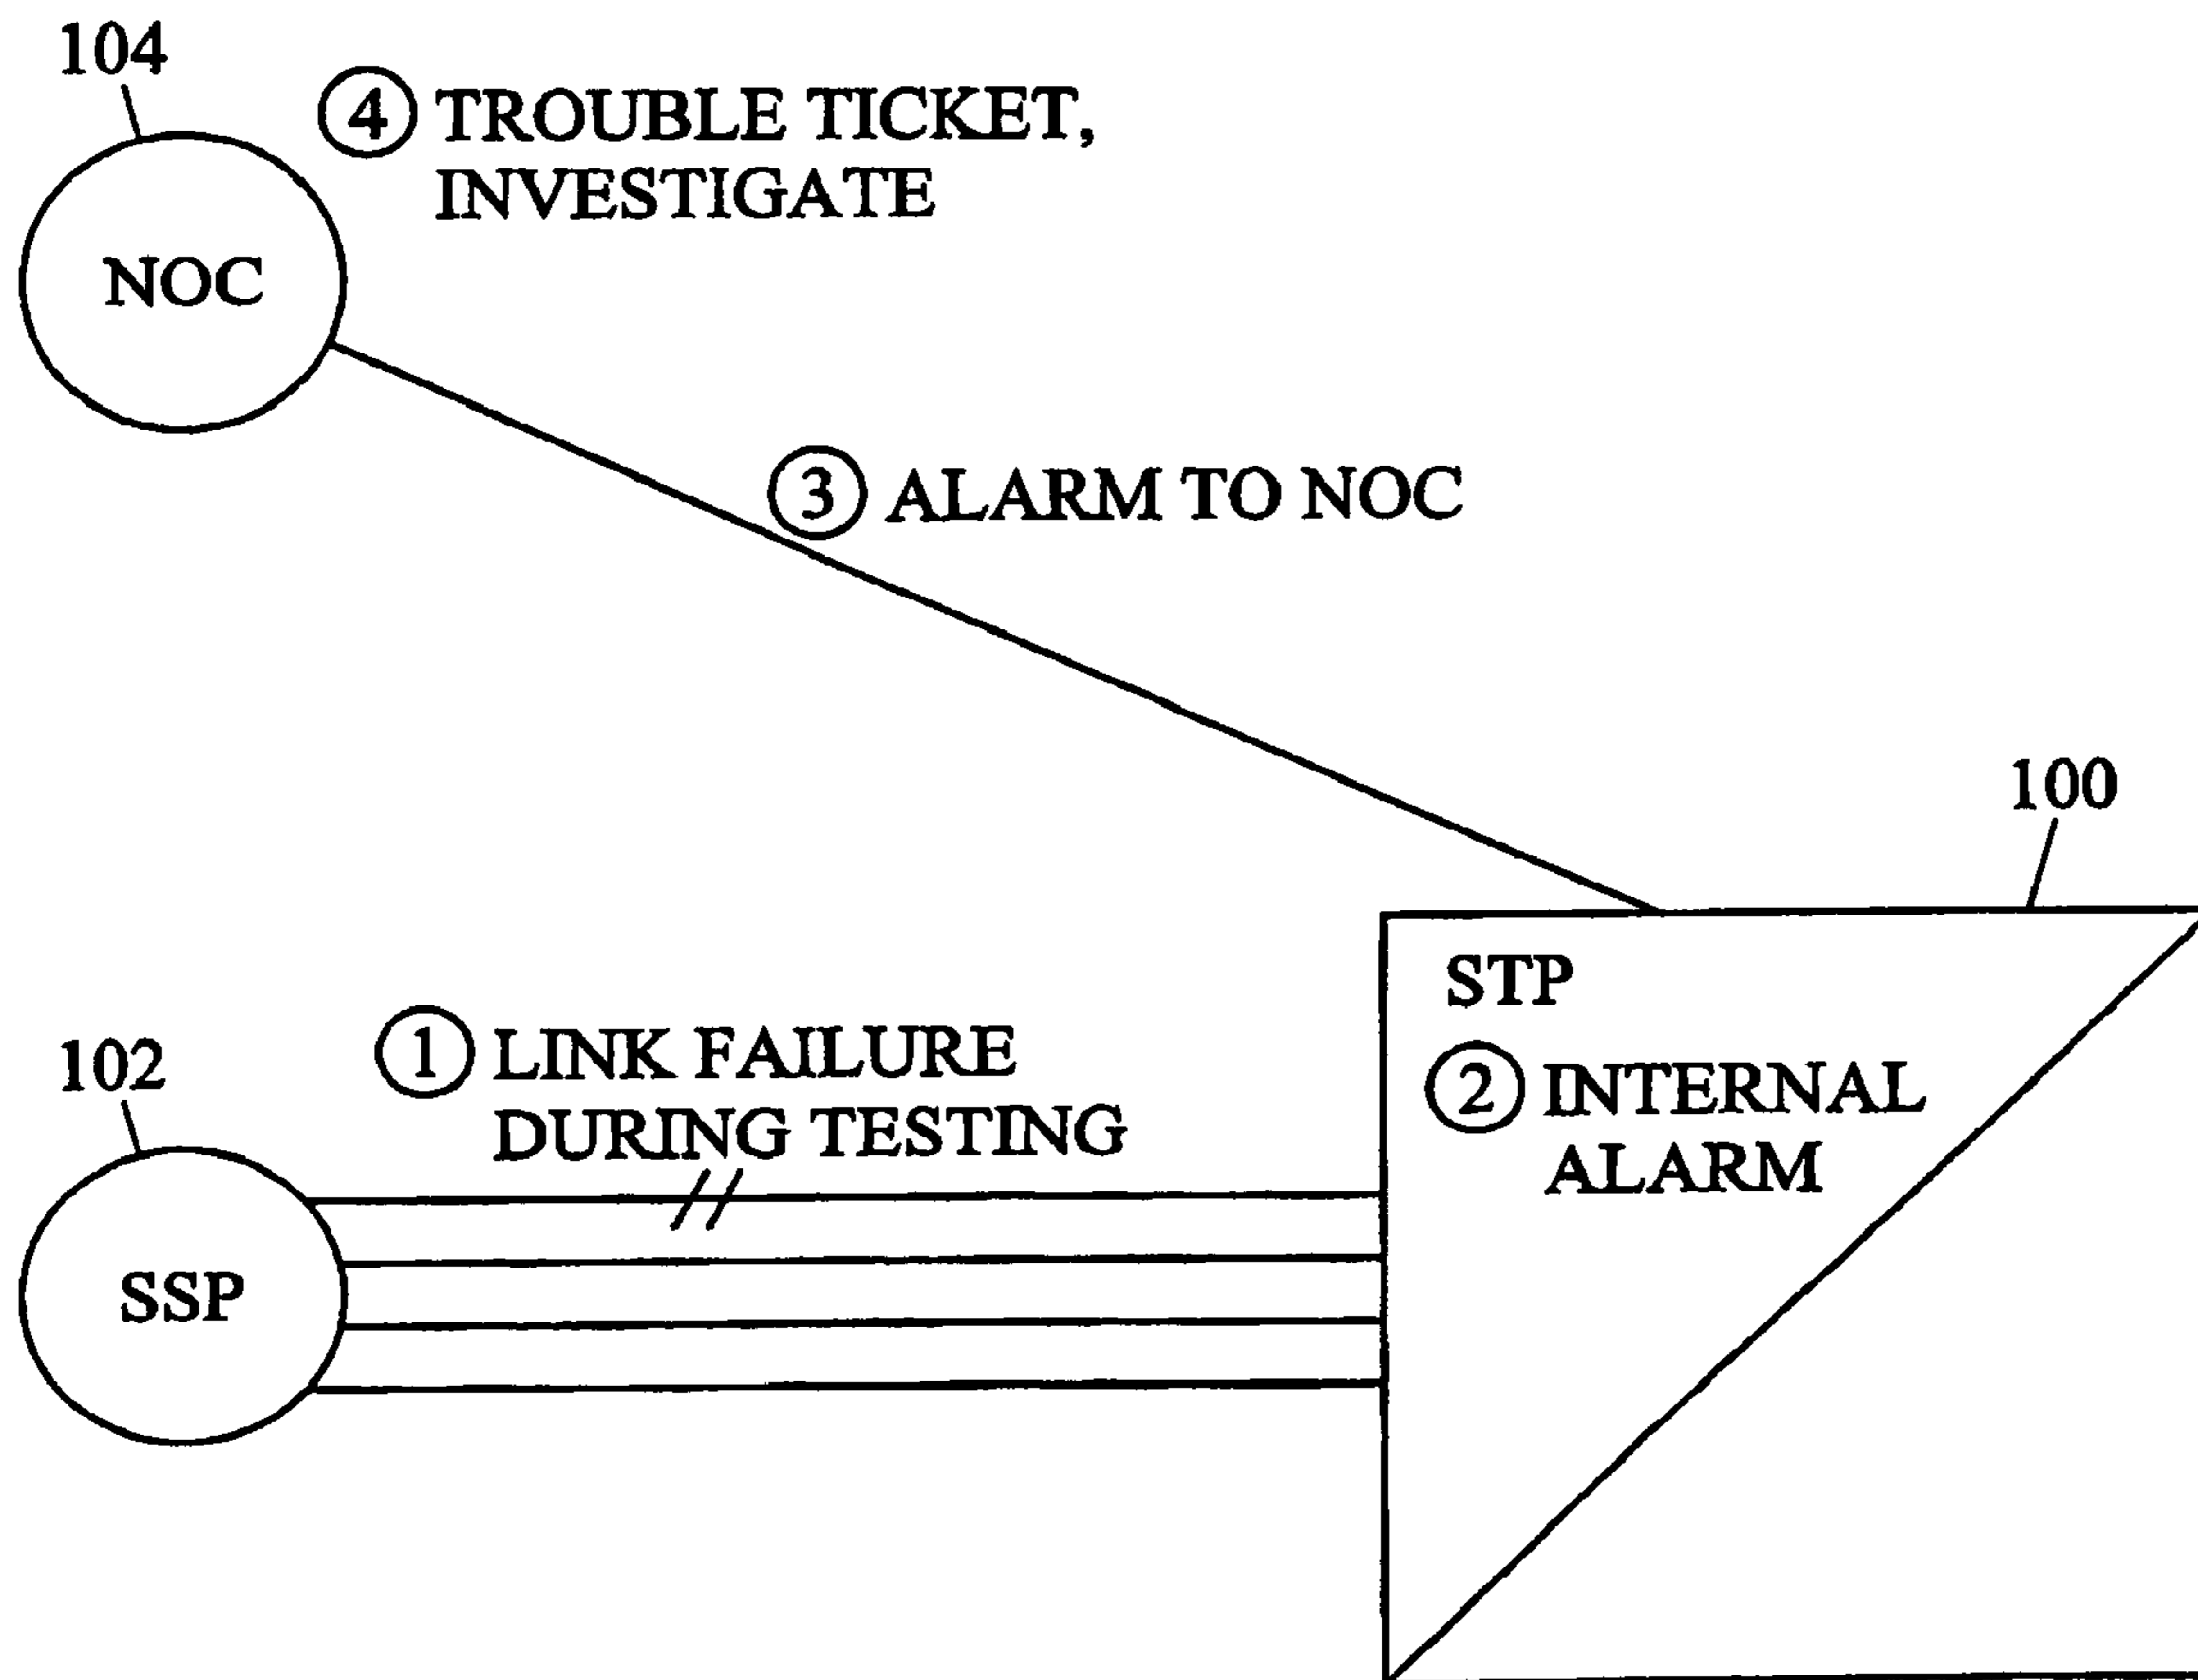 104
④ TROUBLE TICKET,
INVESTIGATE
NOC
③ ALARM TO NOC
100
STP
② INTERNAL
ALARM
① LINK FAILURE
DURING TESTING
102
SSP